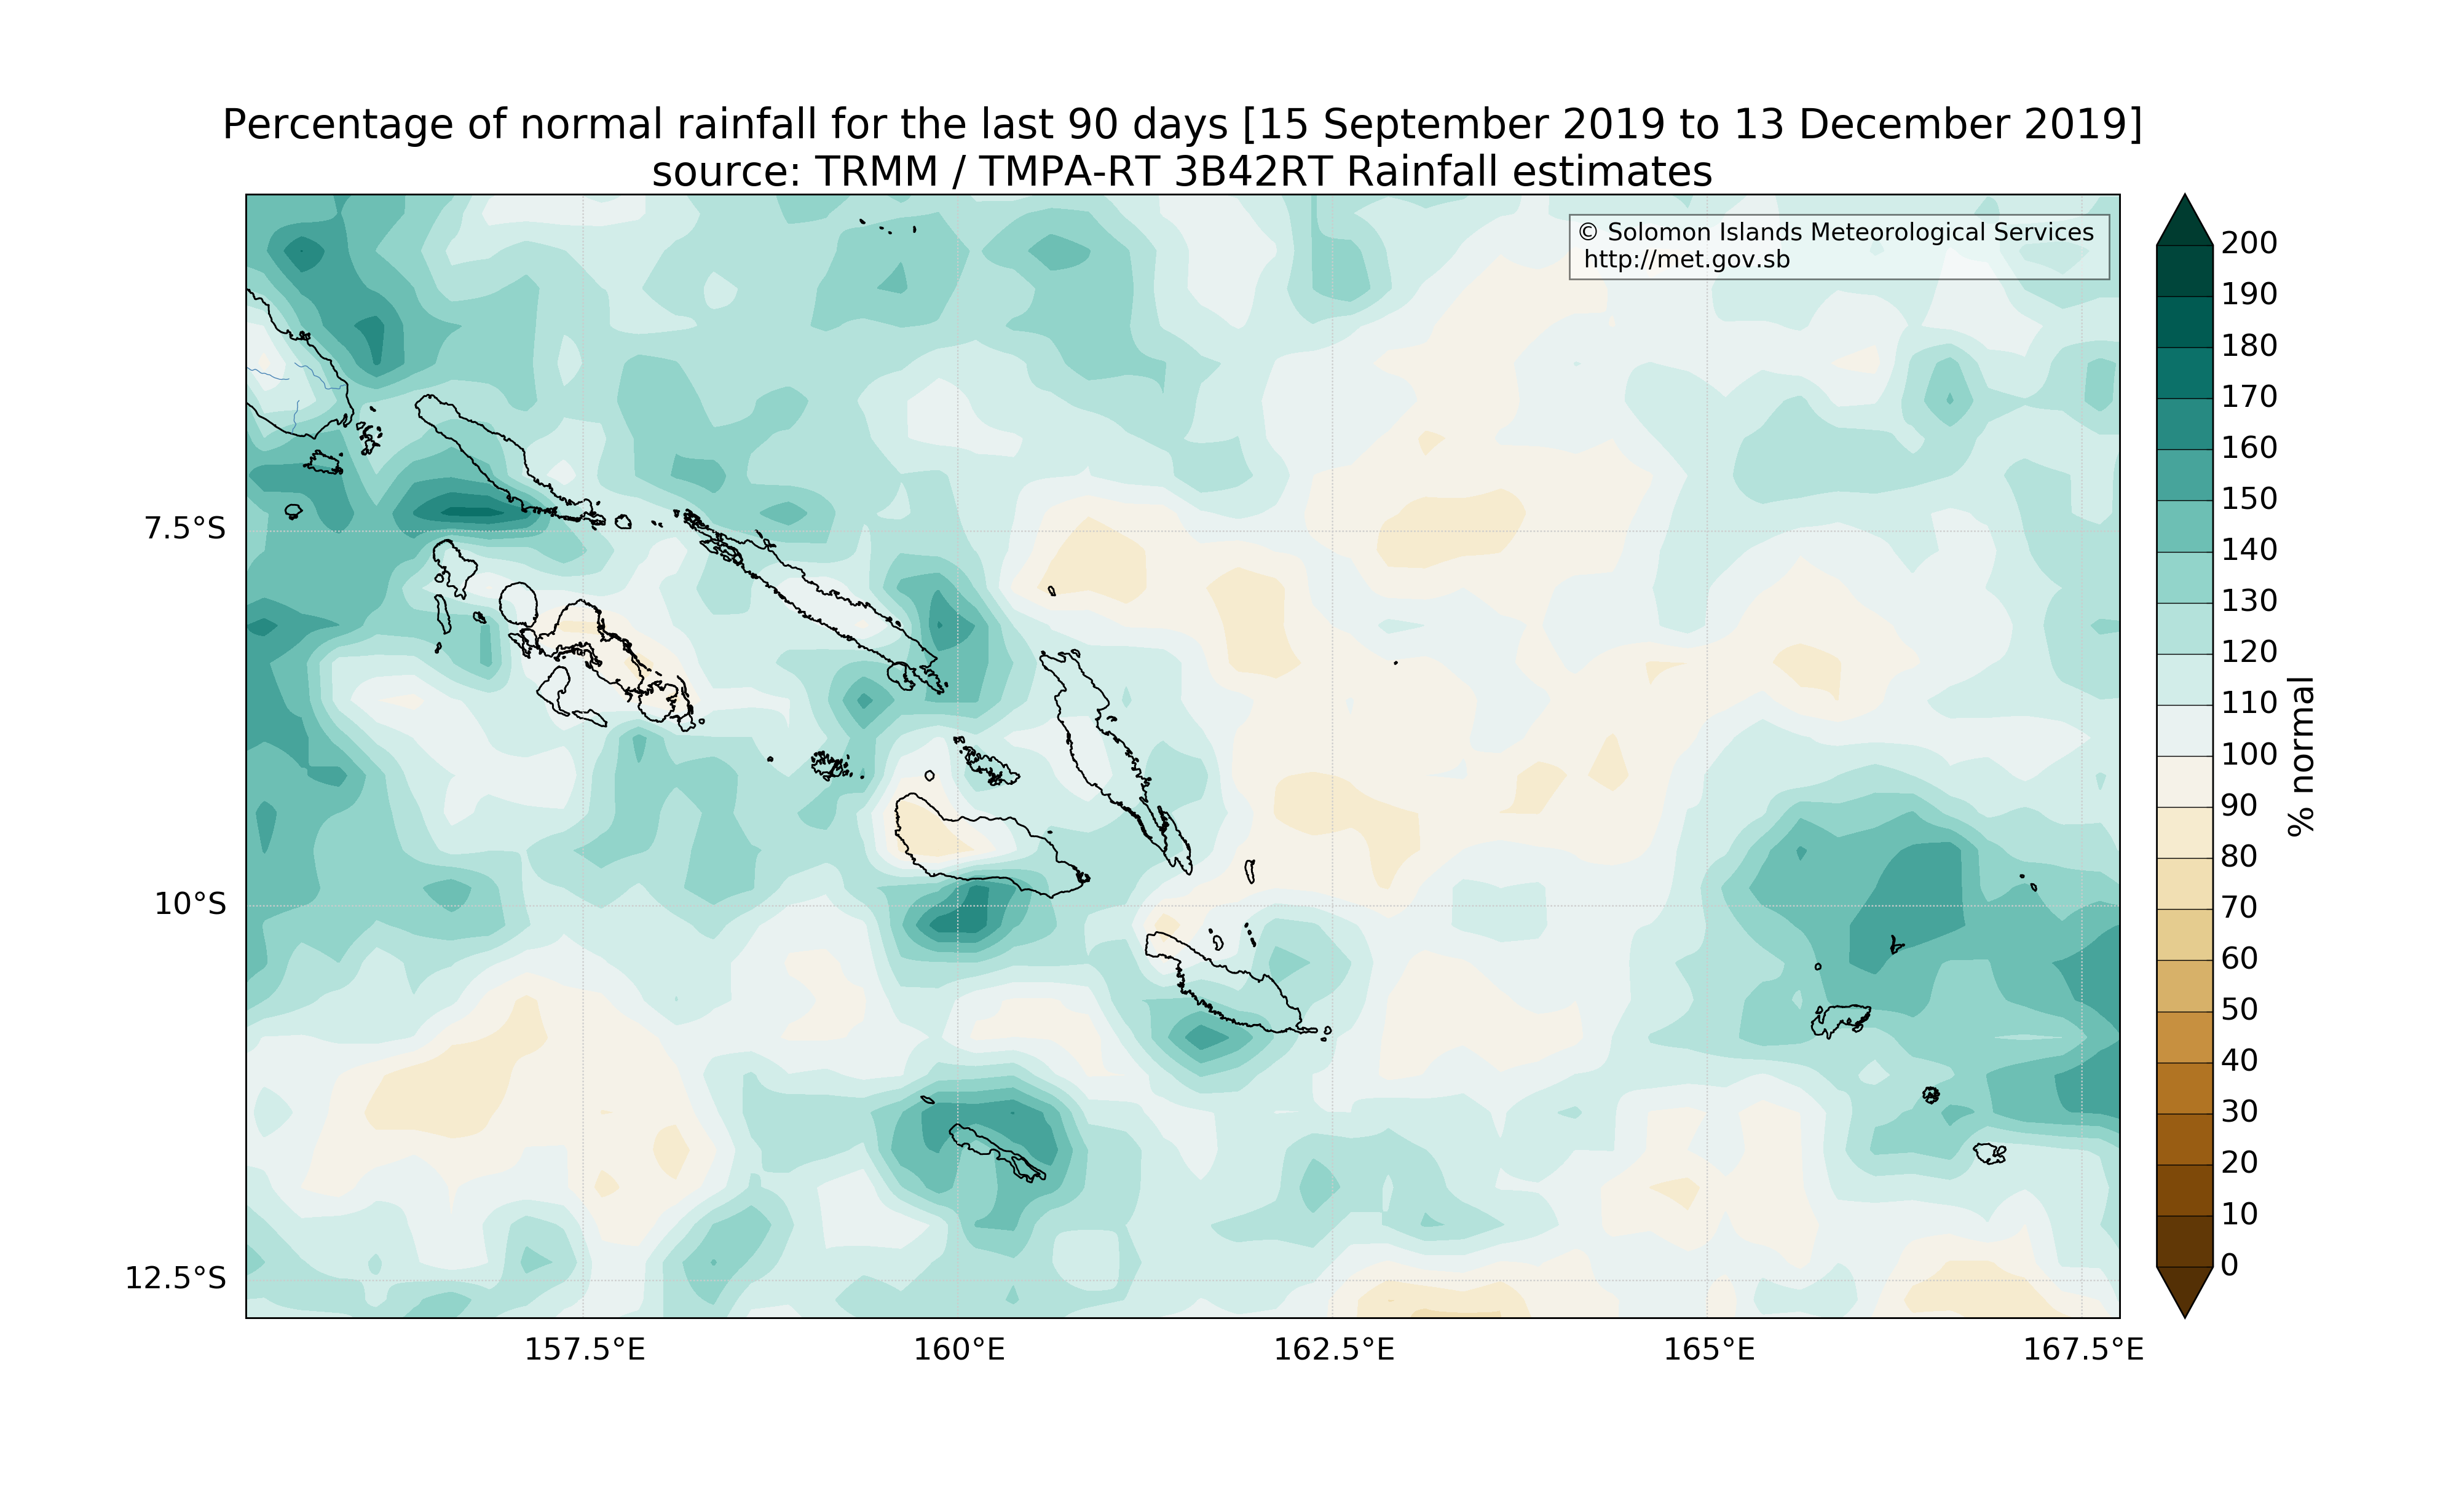 Percentage of normal rainfall for the last 90 days [15 September 2019 to 13 December 2019]
source: TRMM / TMPA-RT 3B42RT Rainfall estimates
© Solomon Islands Meteorological Services
http://met.gov.sb
7.5°S
10°S
12.5°S
157.5°E
160°E
162.5°E
165°E
167.5°E
200
190
180
170
160
150
140
130
120
110
100
90
80
70
60
50
40
30
20
10
0
% normal